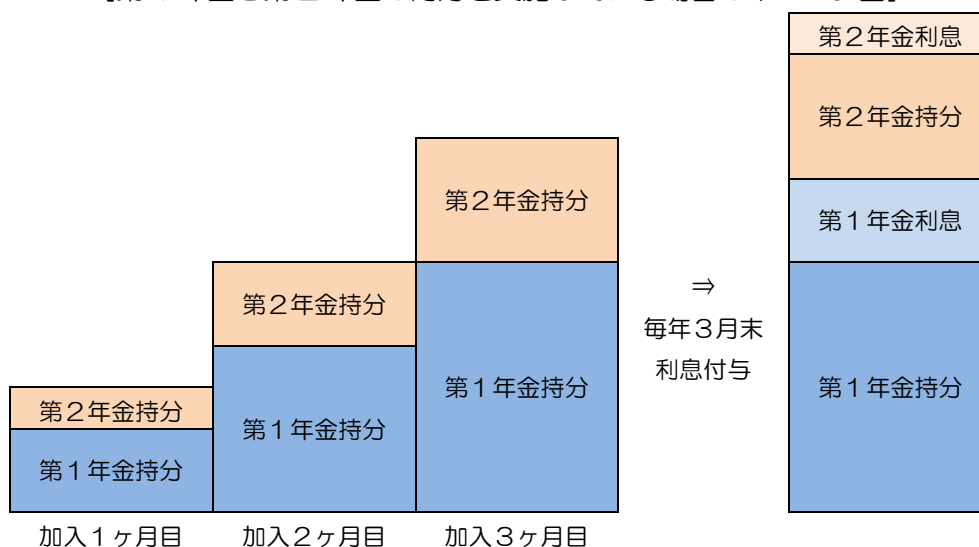 第２年金利息
第２年金持分
第１年金利息
第１年金持分
第２年金持分
第１年金持分
第２年金持分
第１年金持分
第２年金持分
第１年金持分
⇒
毎年３月末
利息付与
加入１ヶ月目
加入２ヶ月目
加入３ヶ月目